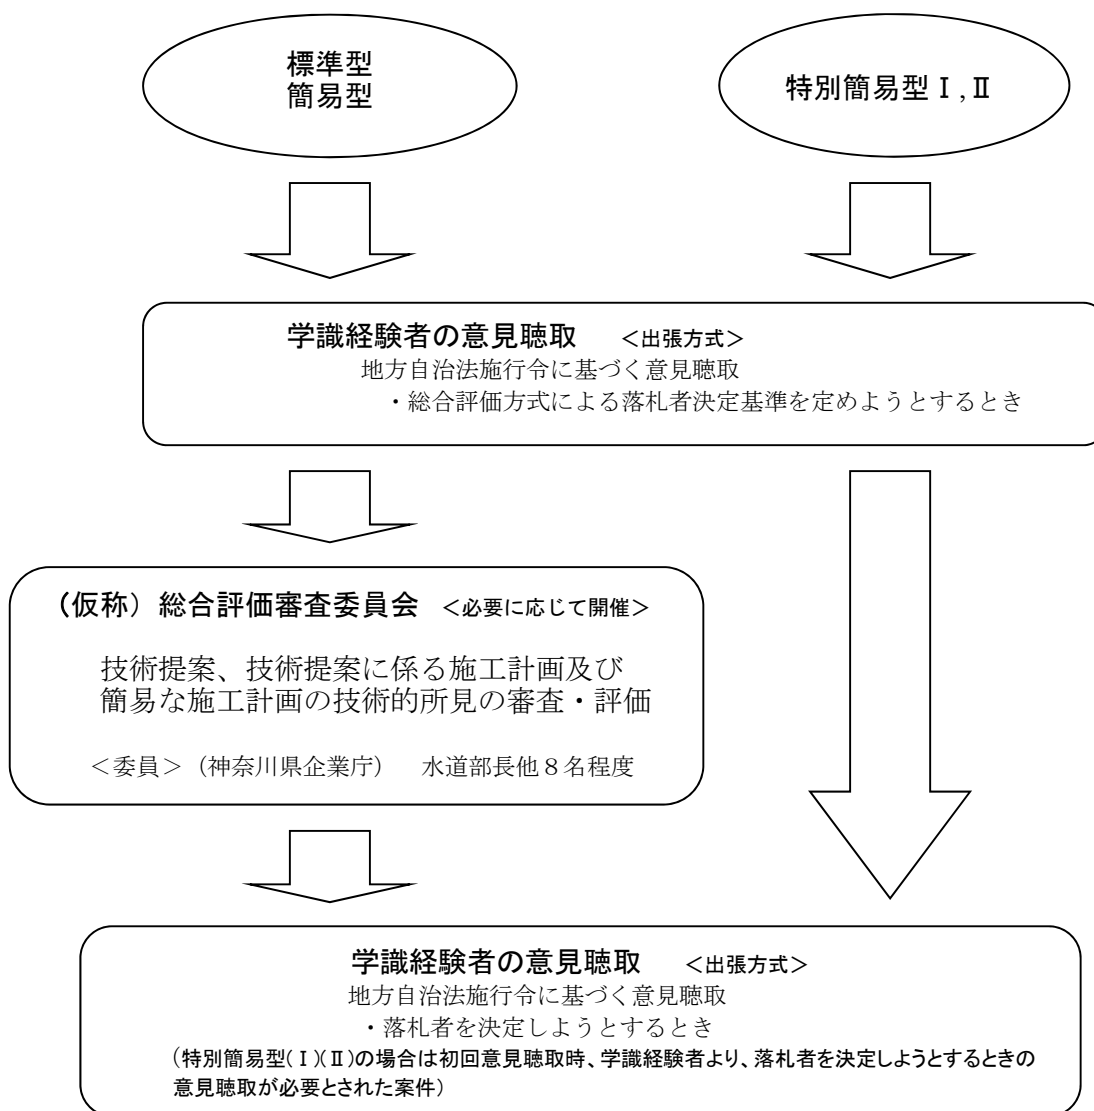 標準型
簡易型
特別簡易型Ⅰ,Ⅱ
学識経験者の意見聴取 <出張方式>
地方自治法施行令に基づく意見聴取
・総合評価方式による落札者決定基準を定めようとするとき
(仮称)総合評価審査委員会 <必要に応じて開催>
技術提案、技術提案に係る施工計画及び
簡易な施工計画の技術的所見の審査・評価
<委員>(神奈川県企業庁) 水道部長他8名程度
学識経験者の意見聴取 <出張方式>
地方自治法施行令に基づく意見聴取
・落札者を決定しようとするとき
(特別簡易型(Ⅰ)(Ⅱ)の場合は初回意見聴取時、学識経験者より、落札者を決定しようとするときの
意見聴取が必要とされた案件)